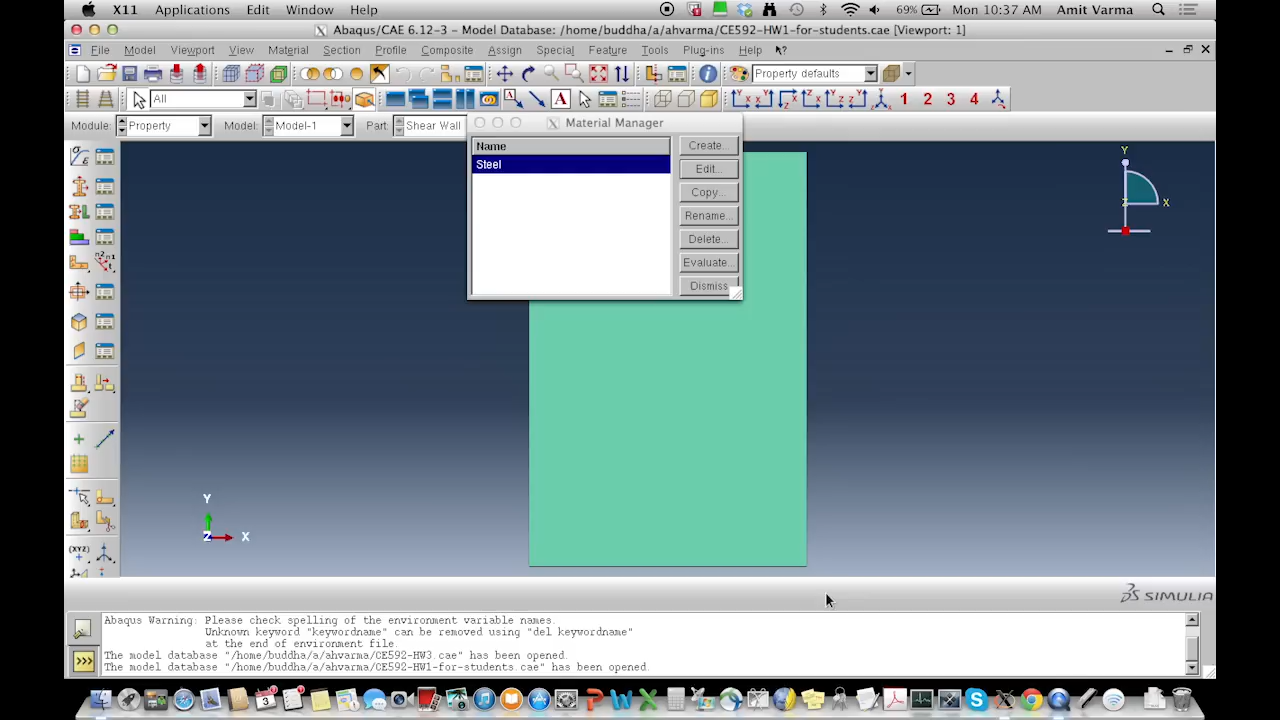 X11 Applications Edit Window Help 69% Mon 10:37 AM Amit Varma
Abaqus/CAE 6.12-3 - Model Database: /home/buddha/a/ahvarma/CE592-HW1-for-students.cae [Viewport: 1]
File Model Viewport View Material Section Profile Composite Assign Special Feature Tools Plug-ins Help
Property defaults
All
1 2 3 4
Module: Property Model: Model-1 Part: Shear Wall
Material Manager
Name
Steel
Create...
Edit...
Copy...
Rename...
Delete...
Evaluate...
Dismiss
Y
Z X
Y
Z X
(XYZ)
SIMULIA
Abaqus Warning: Please check spelling of the environment variable names.
Unknown keyword "keywordname" can be removed using "del keywordname"
at the end of environment file.
The model database "/home/buddha/a/ahvarma/CE592-HW3.cae" has been opened.
The model database "/home/buddha/a/ahvarma/CE592-HW1-for-students.cae" has been opened.
>>>